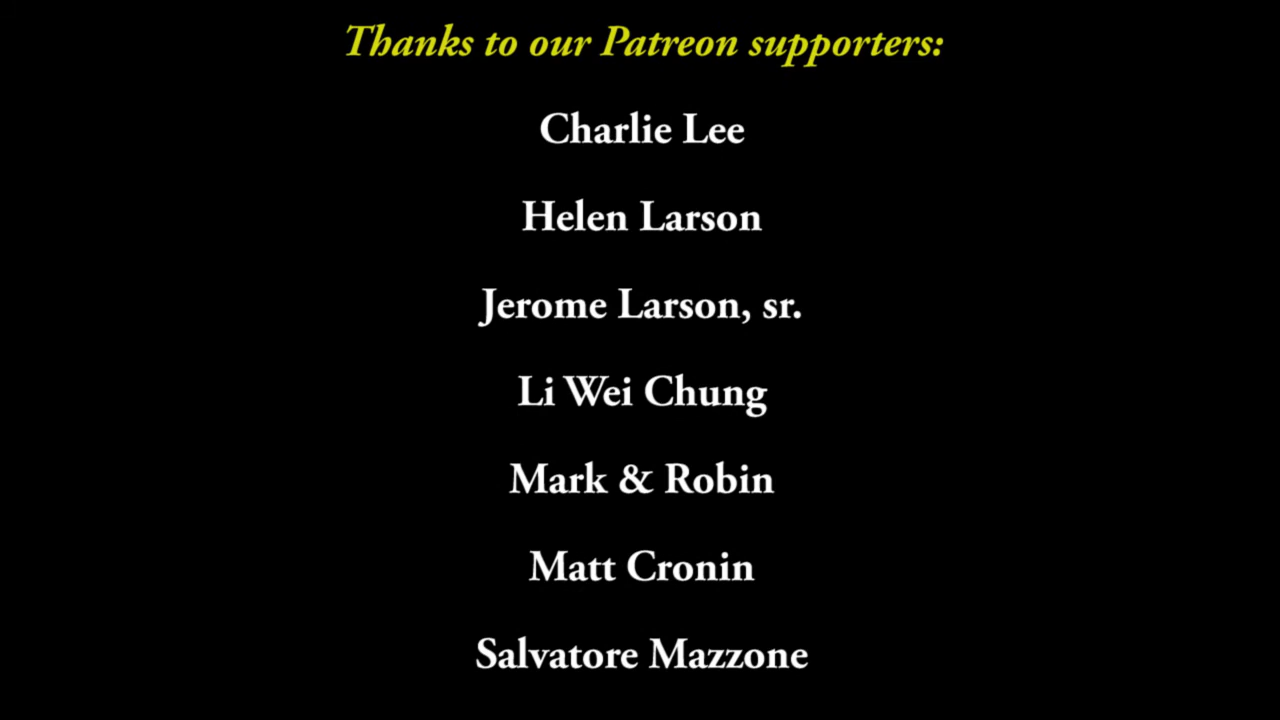 Thanks to our Patreon supporters:
Charlie Lee
Helen Larson
Jerome Larson, sr.
Li Wei Chung
Mark & Robin
Matt Cronin
Salvatore Mazzone